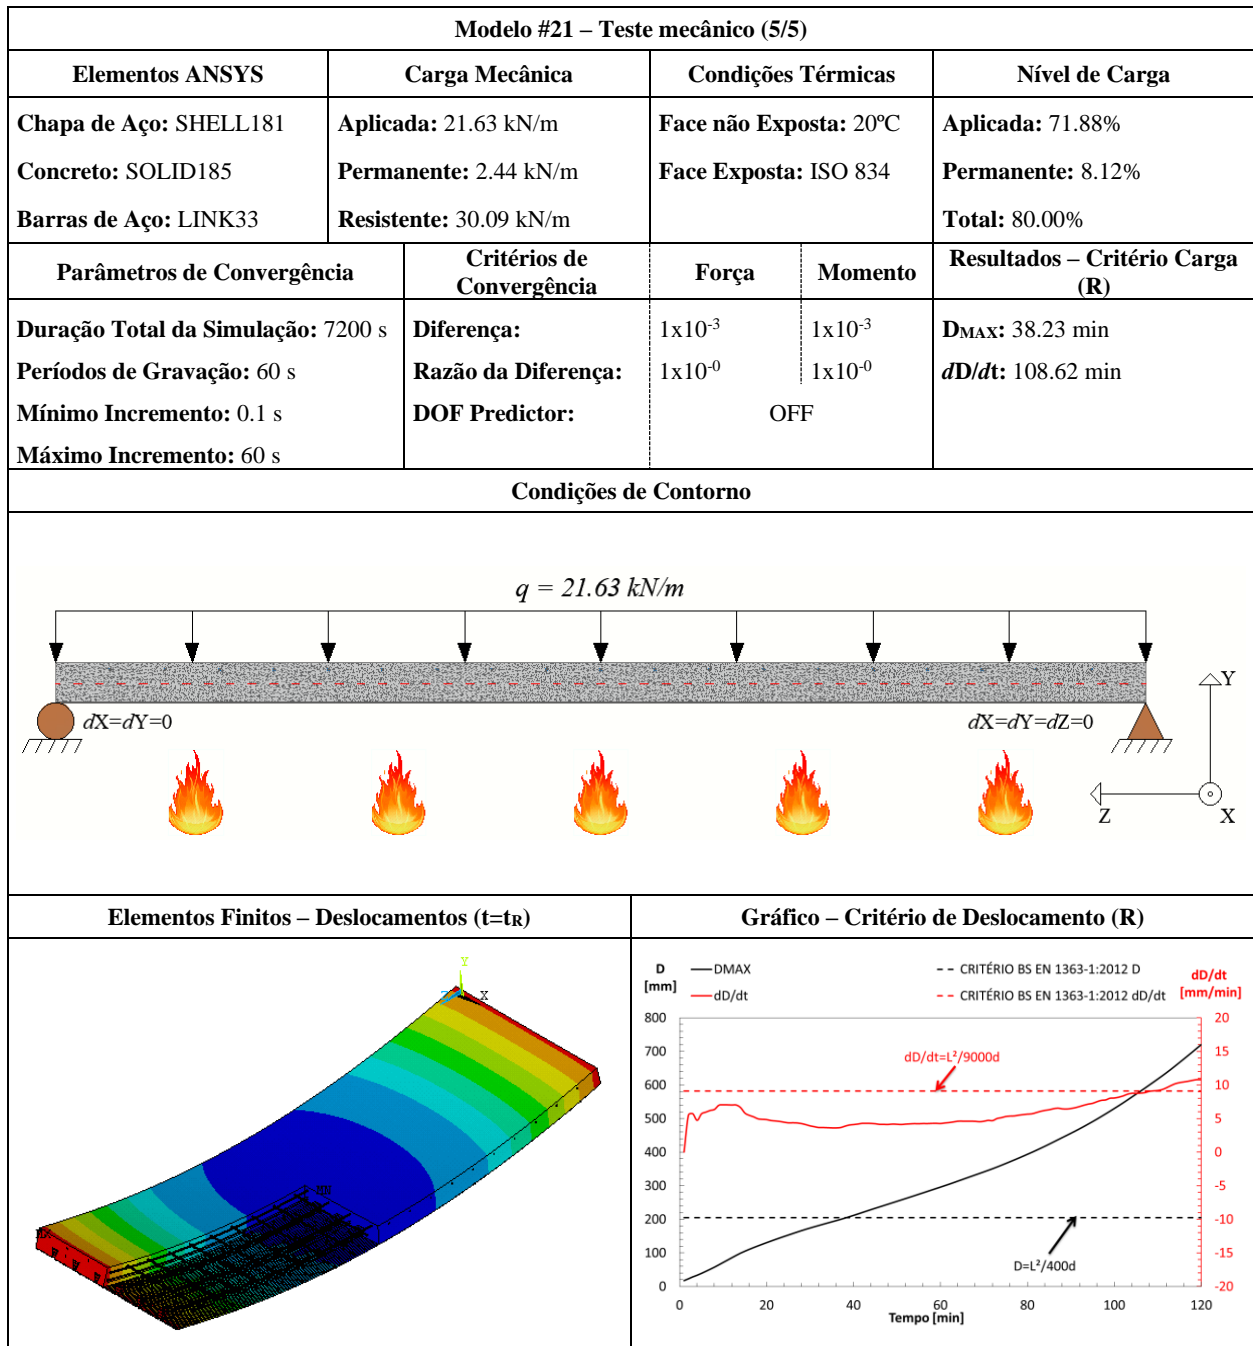 Modelo #21 – Teste mecânico (5/5)
Elementos ANSYS
Carga Mecânica
Condições Térmicas
Nível de Carga
Chapa de Aço: SHELL181
Concreto: SOLID185
Barras de Aço: LINK33
Aplicada: 21.63 kN/m
Permanente: 2.44 kN/m
Resistente: 30.09 kN/m
Face não Exposta: 20ºC
Face Exposta: ISO 834
Aplicada: 71.88%
Permanente: 8.12%
Total: 80.00%
Parâmetros de Convergência
Critérios de
Convergência
Força
Momento
Resultados – Critério Carga
(R)
Duração Total da Simulação: 7200 s
Períodos de Gravação: 60 s
Mínimo Incremento: 0.1 s
Máximo Incremento: 60 s
Diferença: 1x10⁻³ 1x10⁻³
Razão da Diferença: 1x10⁻⁰ 1x10⁻⁰
DOF Predictor: OFF
DMAX: 38.23 min
dD/dt: 108.62 min
Condições de Contorno
q = 21.63 kN/m
dX=dY=0
dX=dY=dZ=0
Y
Z
X
Elementos Finitos – Deslocamentos (t=tR)
Y
Z
X
MN
Gráfico – Critério de Deslocamento (R)
D
[mm]
DMAX
dD/dt
CRITÉRIO BS EN 1363-1:2012 D
CRITÉRIO BS EN 1363-1:2012 dD/dt
dD/dt
[mm/min]
800
700
600
500
400
300
200
100
0
20
15
10
5
0
-5
-10
-15
-20
dD/dt=L²/9000d
D=L²/400d
0
20
40
60
80
100
120
Tempo [min]